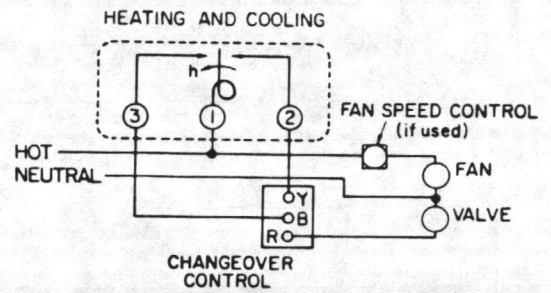 HEATING AND COOLING
h
3
1
2
FAN SPEED CONTROL
(if used)
HOT
NEUTRAL
FAN
Y
B
VALVE
R
CHANGEOVER
CONTROL